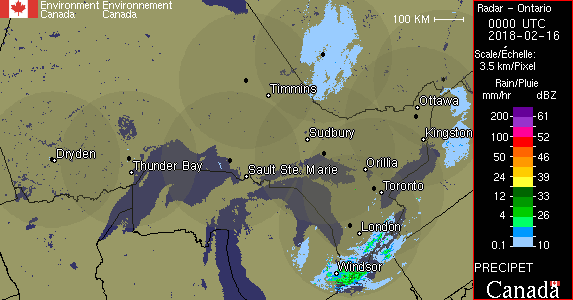 Environment Environnement
Canada Canada
100 KM
Timmins
Ottawa
Sudbury
Kingston
Dryden
Thunder Bay
Sault Ste. Marie
Orillia
Toronto
London
Windsor
Radar - Ontario
0000 UTC
2018-02-16
Scale/Échelle:
3.5 km/Pixel
Rain/Pluie
mm/hr dBZ
200 61
100 52
50 46
24 39
12 33
4 26
0.1 10
PRECIPET
Canada